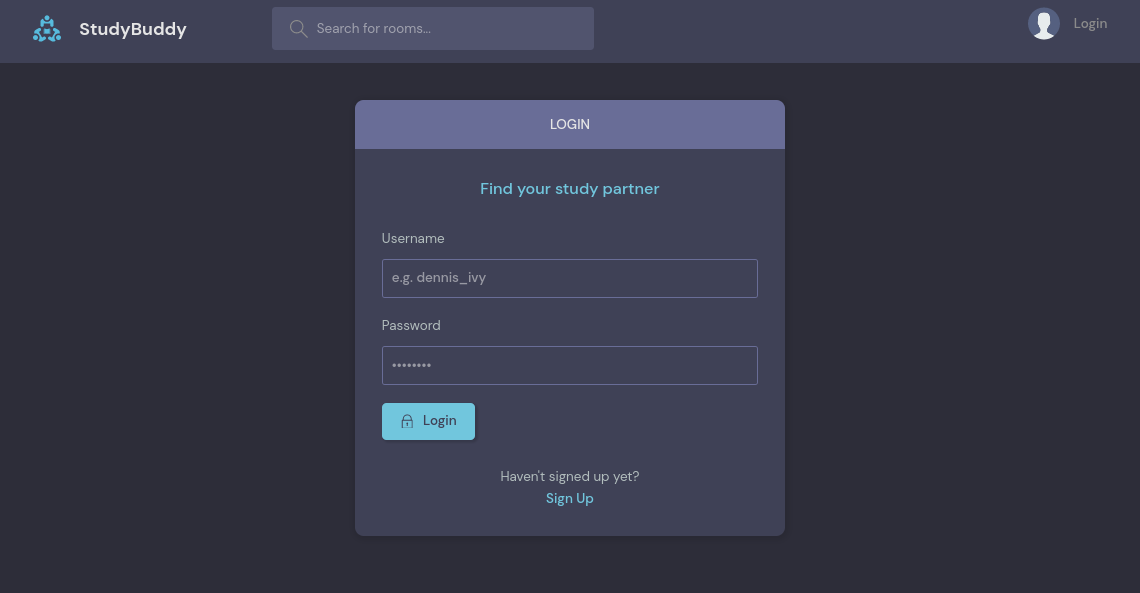 StudyBuddy
Search for rooms...
Login
LOGIN
Find your study partner
Username
e.g. dennis_ivy
Password
••••••••
Login
Haven't signed up yet?
Sign Up